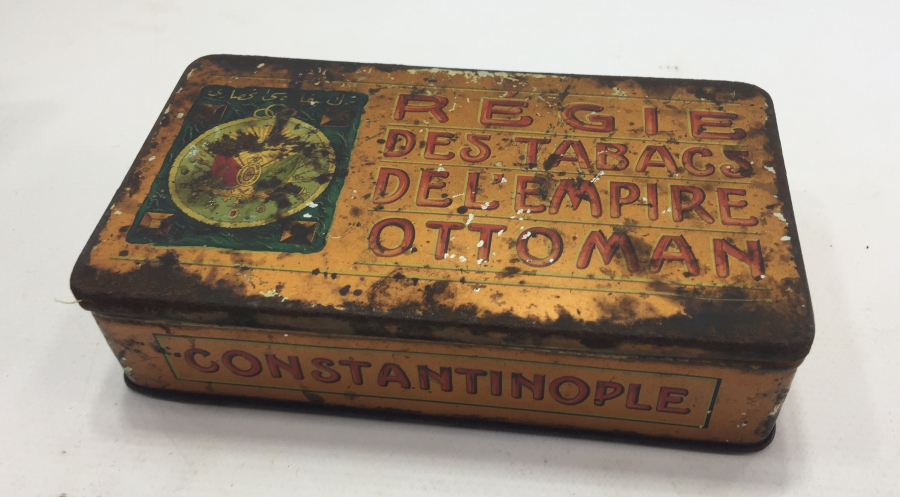 RÉGIE
DES TABACS
DE L'EMPIRE
OTTOMAN
CONSTANTINOPLE